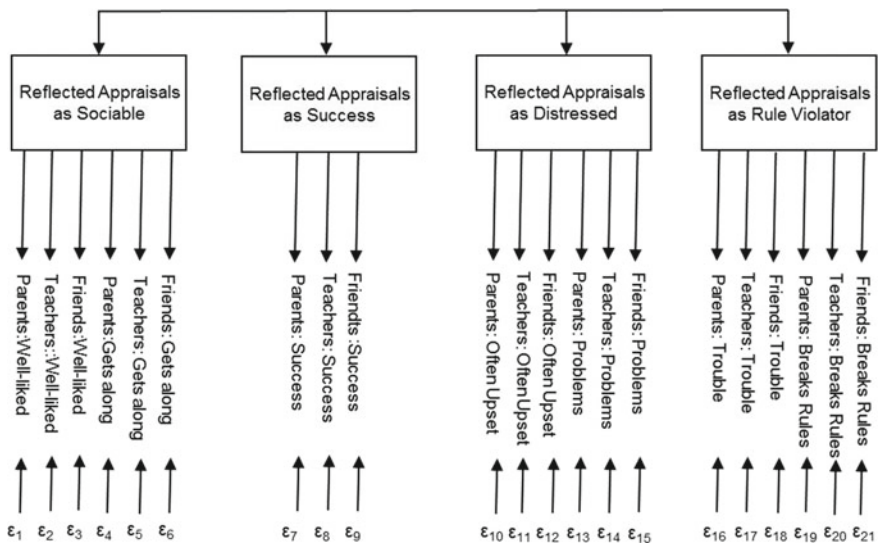 Reflected Appraisals
as Sociable
Reflected Appraisals
as Success
Reflected Appraisals
as Distressed
Reflected Appraisals
as Rule Violator
Parents:Well-liked
Teachers::Well-liked
Friends:Well-liked
Parents:Gets along
Teachers: Gets along
Friends: Gets along
Parents: Success
Teachers: Success
Friendts :Success
Parents: Often Upset
Teachers: Often Upset
Friendts: Often Upset
Parents: Problems
Teachers: Problems
Friends: Problems
Parents: Trouble
Teachers: Trouble
Friends: Trouble
Parents: Breaks Rules
Teachers: Breaks Rules
Friends: Breaks Rules
ε₁ ε₂ ε₃ ε₄ ε₅ ε₆ ε₇ ε₈ ε₉ ε₁₀ ε₁₁ ε₁₂ ε₁₃ ε₁₄ ε₁₅ ε₁₆ ε₁₇ ε₁₈ ε₁₉ ε₂₀ ε₂₁